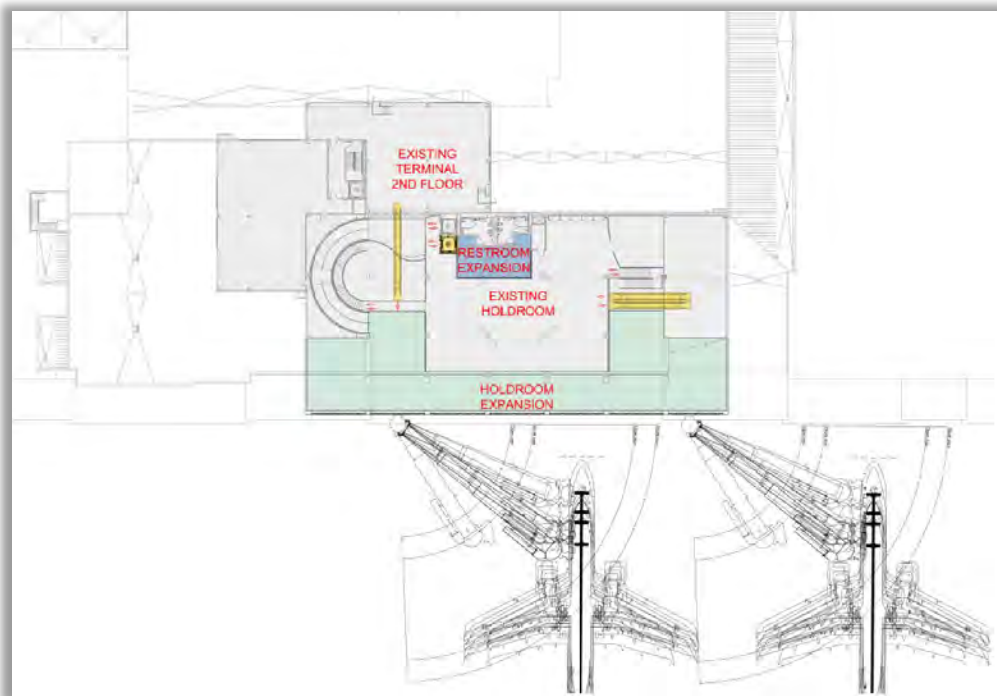 EXISTING
TERMINAL
2ND FLOOR
RESTROOM
EXPANSION
EXISTING
HOLDROOM
HOLDROOM
EXPANSION